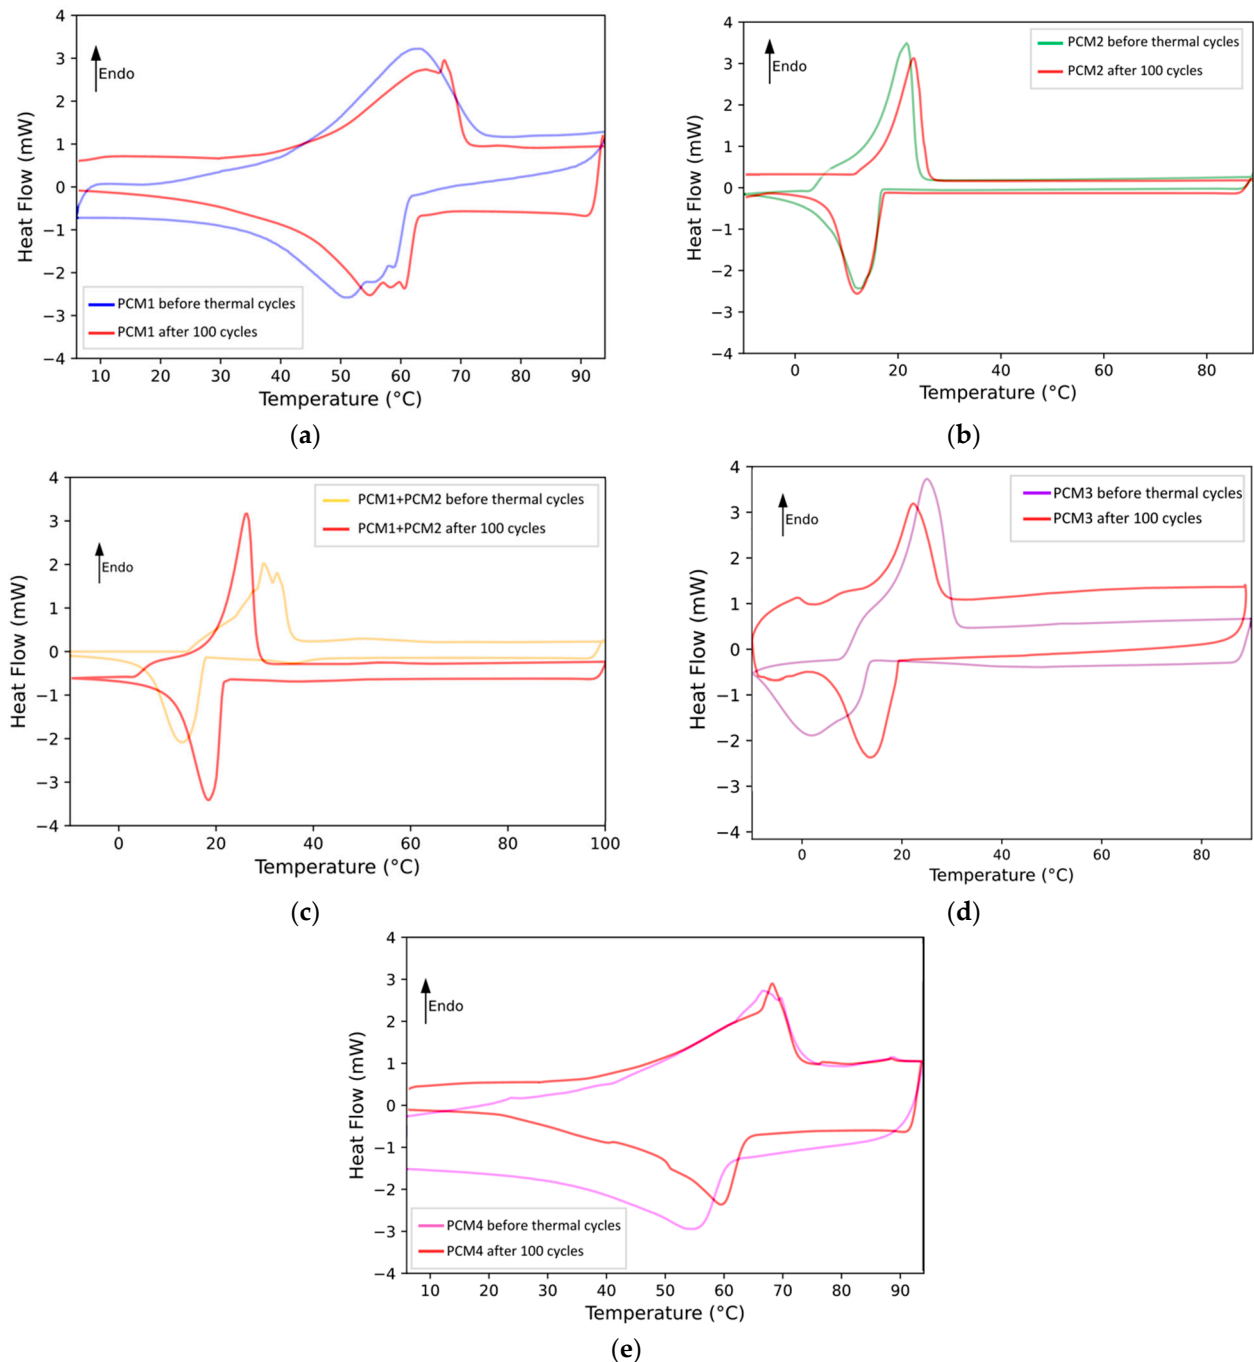 4
3
2
1
0
−1
−2
−3
−4
Heat Flow (mW)
Endo
PCM1 before thermal cycles
PCM1 after 100 cycles
10 20 30 40 50 60 70 80 90
Temperature (°C)
(a)
4
3
2
1
0
−1
−2
−3
−4
Heat Flow (mW)
Endo
PCM2 before thermal cycles
PCM2 after 100 cycles
0 20 40 60 80
Temperature (°C)
(b)
4
3
2
1
0
−1
−2
−3
−4
Heat Flow (mW)
Endo
PCM1+PCM2 before thermal cycles
PCM1+PCM2 after 100 cycles
0 20 40 60 80 100
Temperature (°C)
(c)
4
3
2
1
0
−1
−2
−3
−4
Heat Flow (mW)
Endo
PCM3 before thermal cycles
PCM3 after 100 cycles
0 20 40 60 80
Temperature (°C)
(d)
4
3
2
1
0
−1
−2
−3
−4
Heat Flow (mW)
Endo
PCM4 before thermal cycles
PCM4 after 100 cycles
10 20 30 40 50 60 70 80 90
Temperature (°C)
(e)